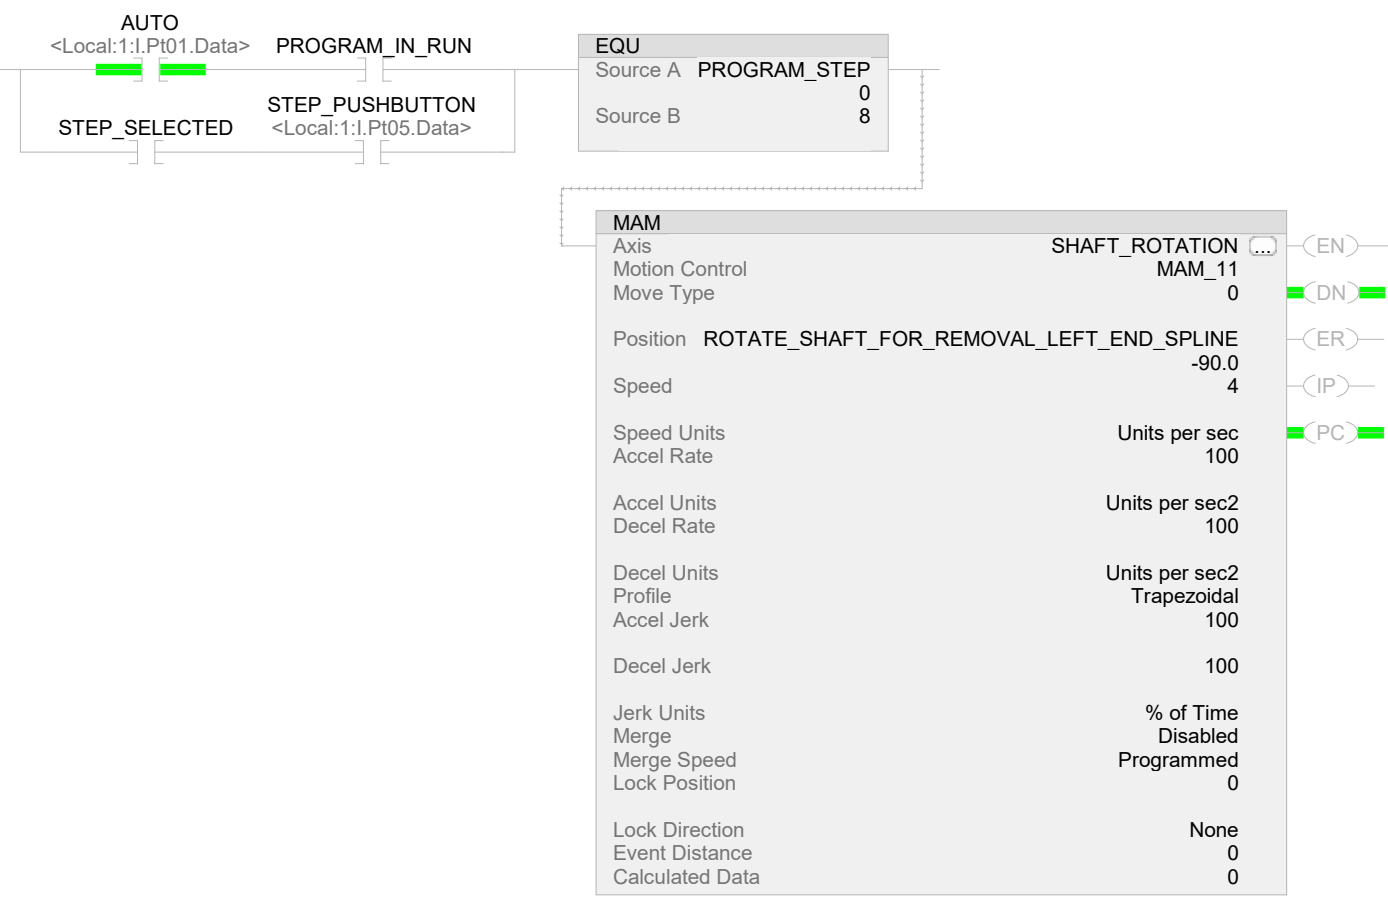 AUTO
<Local:1:I.Pt01.Data> PROGRAM_IN_RUN
STEP_PUSHBUTTON
STEP_SELECTED <Local:1:I.Pt05.Data>
EQU
Source A PROGRAM_STEP
0
Source B 8
MAM
Axis SHAFT_ROTATION ... EN
Motion Control MAM_11
Move Type 0 DN
Position ROTATE_SHAFT_FOR_REMOVAL_LEFT_END_SPLINE ER
-90.0
Speed 4 IP
Speed Units Units per sec PC
Accel Rate 100
Accel Units Units per sec2
Decel Rate 100
Decel Units Units per sec2
Profile Trapezoidal
Accel Jerk 100
Decel Jerk 100
Jerk Units % of Time
Merge Disabled
Merge Speed Programmed
Lock Position 0
Lock Direction None
Event Distance 0
Calculated Data 0